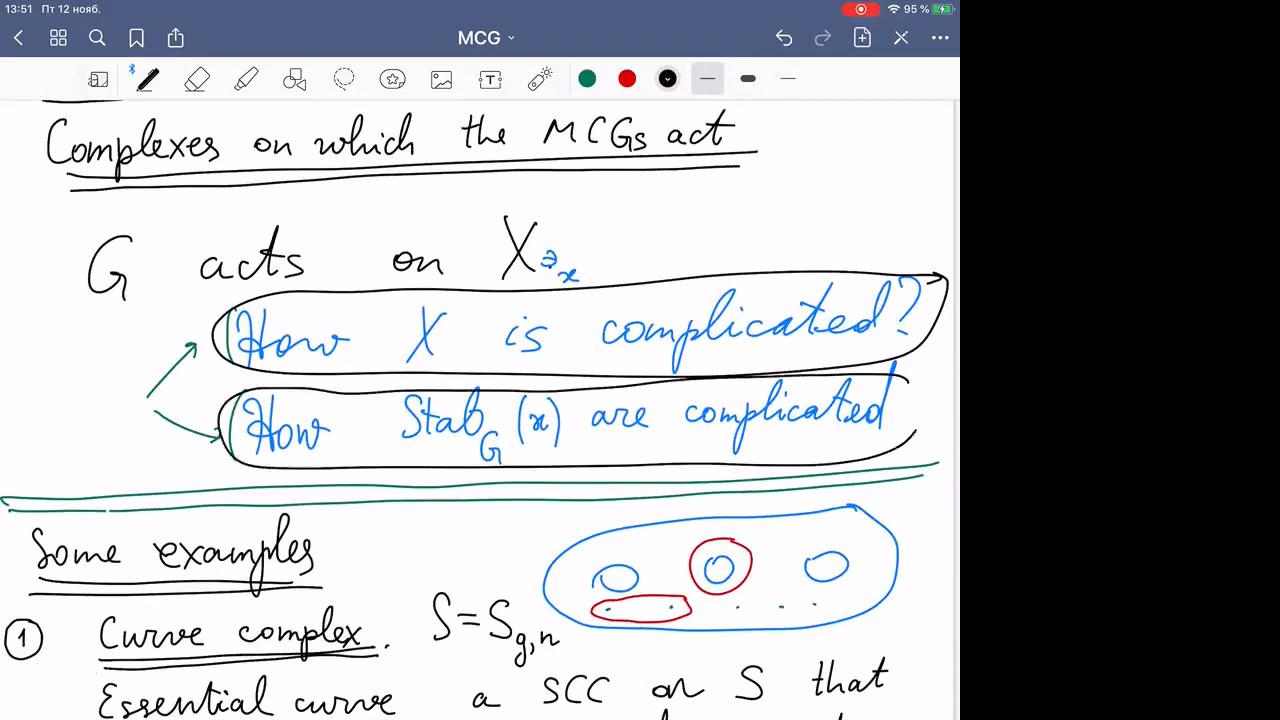 13:51 Пт 12 нояб.
95 %
MCG
Complexes on which the MCGs act
G acts on X ∋ x
How X is complicated?
How Stab_G (x) are complicated
Some examples
① Curve complex. S = S_{g,n}
Essential curve a SCC on S that